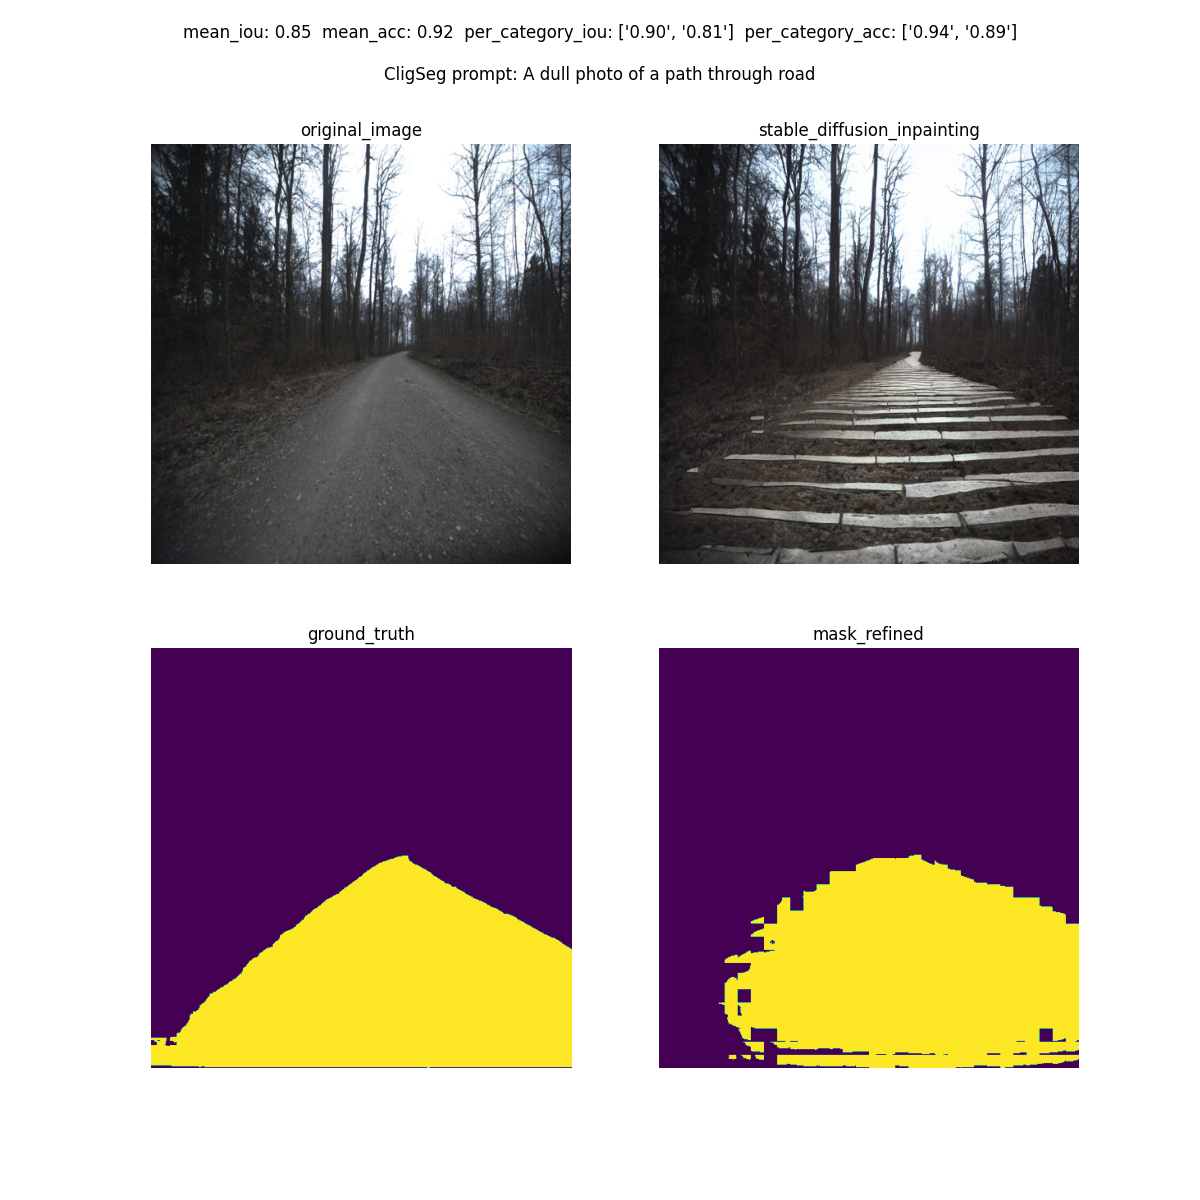 mean_iou: 0.85  mean_acc: 0.92  per_category_iou: ['0.90', '0.81']  per_category_acc: ['0.94', '0.89']
CligSeg prompt: A dull photo of a path through road
original_image
stable_diffusion_inpainting
ground_truth
mask_refined